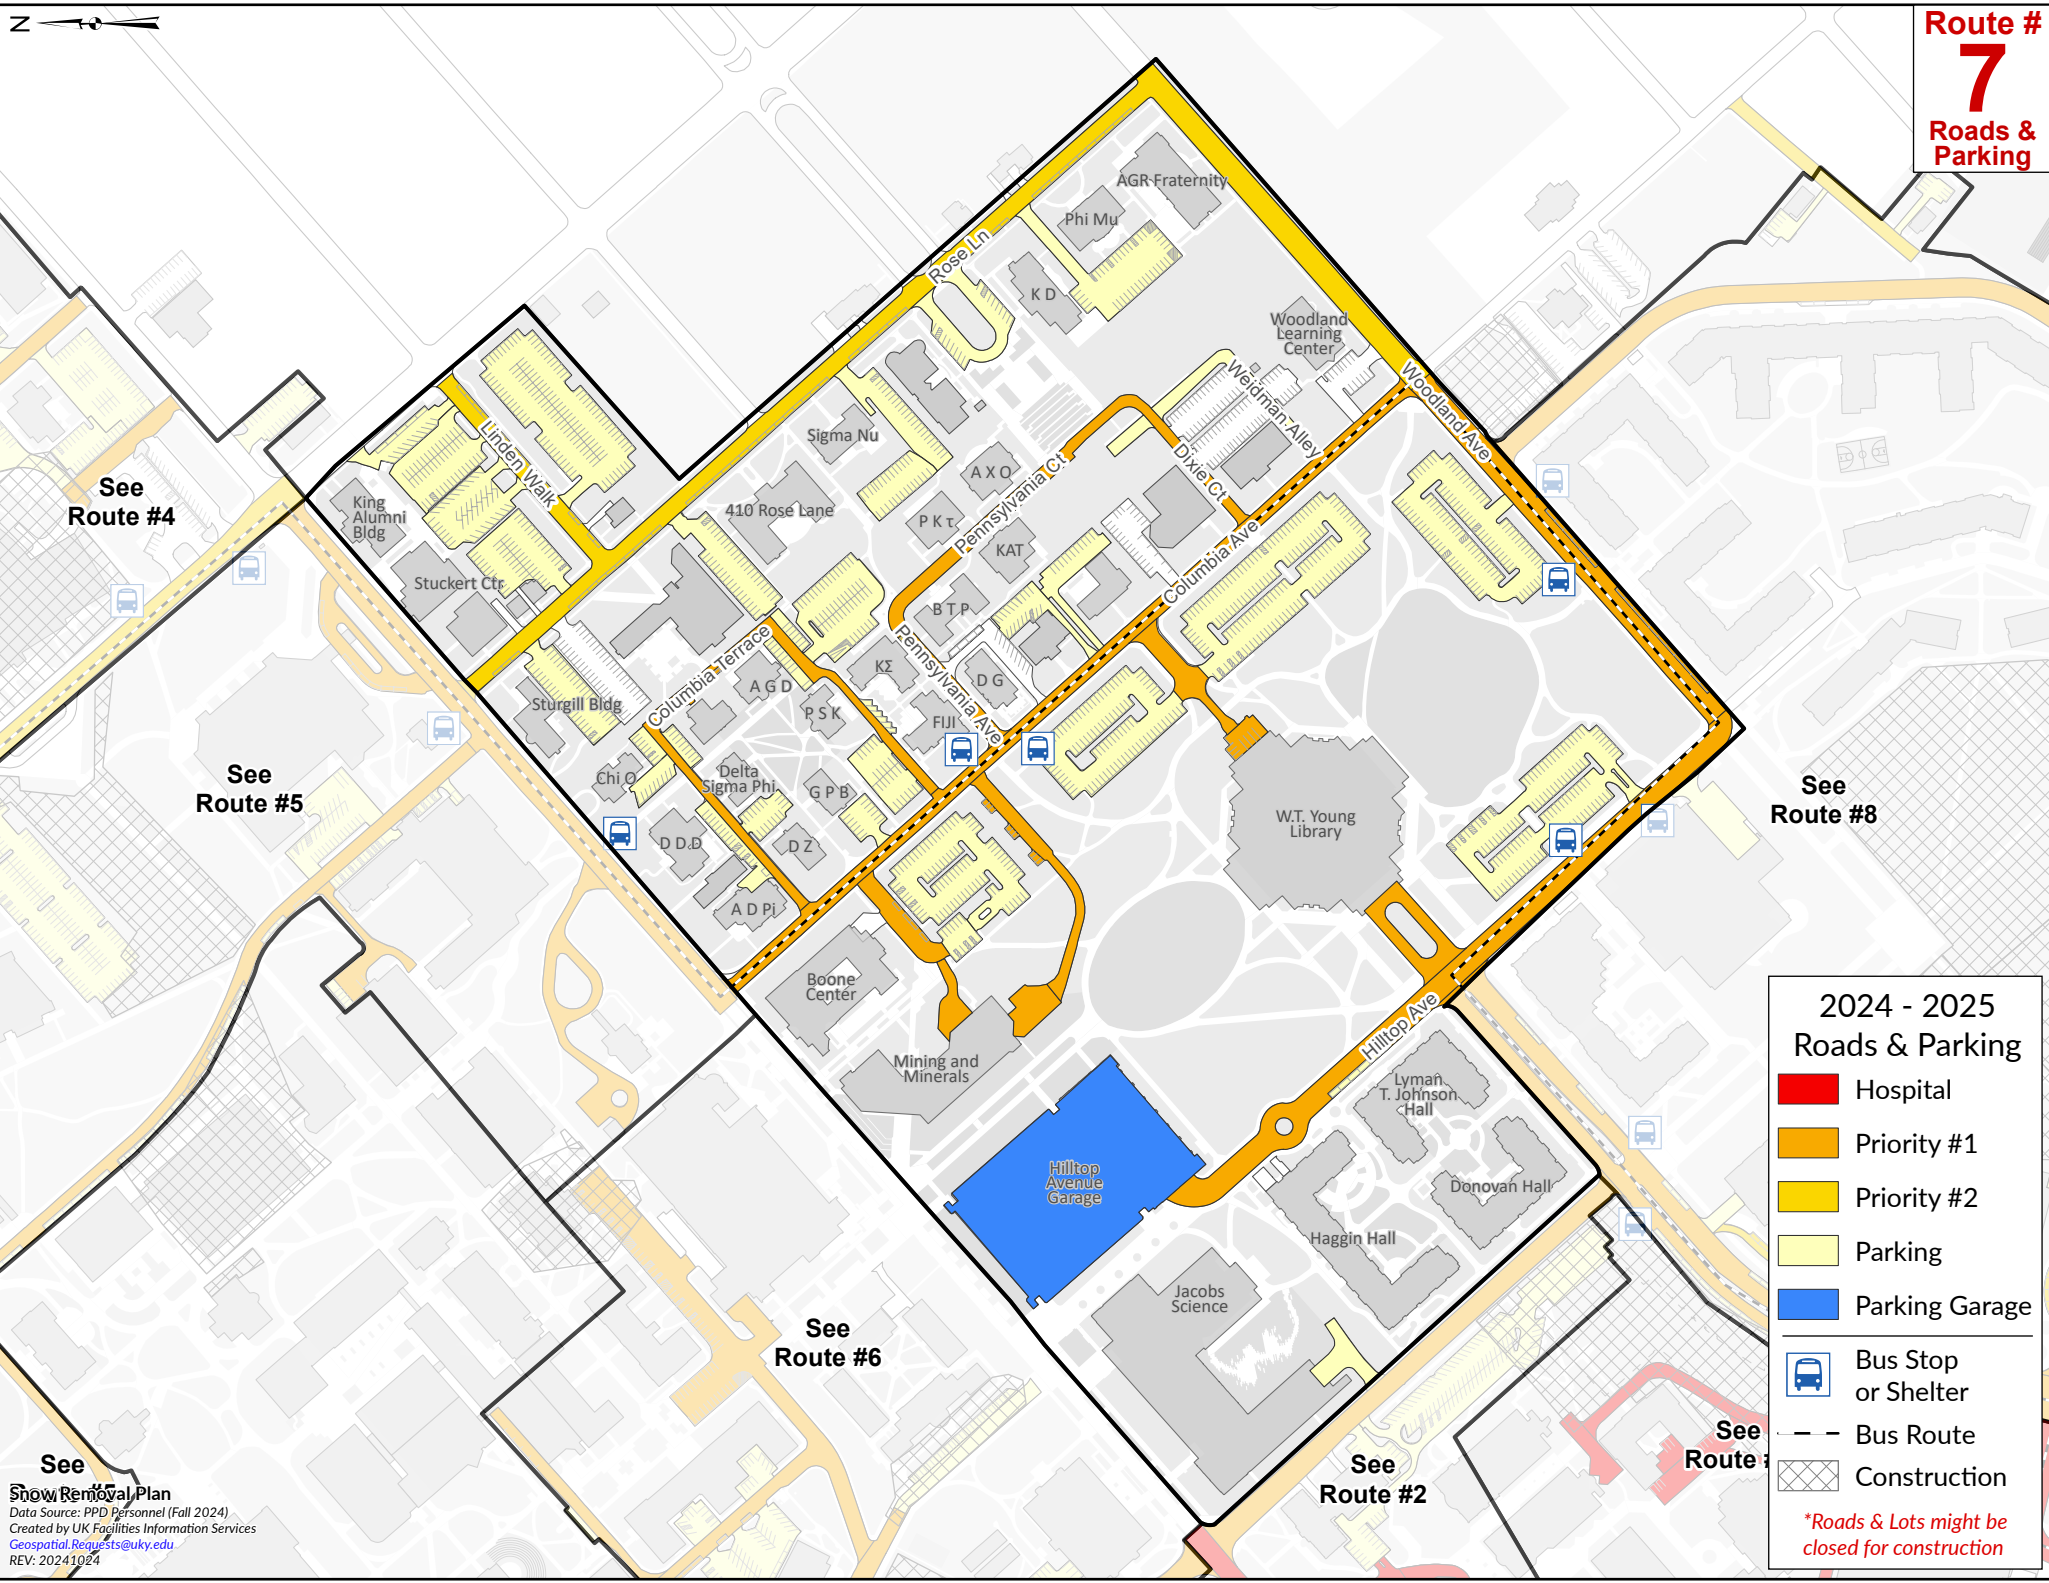 N
Route #
7
Roads &
Parking
AGR Fraternity
Phi Mu
Rose Ln
K D
Woodland
Learning
Center
Weidman Alley
Woodland Ave
Linden Walk
Sigma Nu
A X O
Dixie Ct
See
Route #4
King
Alumni
Bldg
410 Rose Lane
P K τ
Pennsylvania Ct
KAT
Columbia Ave
Stuckert Ctr
B T P
Columbia Terrace
Pennsylvania Ave
KΣ
D G
A G D
Sturgill Bldg
P S K
FIJI
See
Route #5
Chi O
Delta
Sigma Phi
G P B
See
Route #8
W.T. Young
Library
D D D
D Z
A D Pi
Boone
Center
Hilltop Ave
Mining and
Minerals
Lyman
T. Johnson
Hall
Hilltop
Avenue
Garage
Donovan Hall
Haggin Hall
Jacobs
Science
See
Route #6
See
Route #2
See
Route #
See
Route #5
2024 - 2025
Roads & Parking
Hospital
Priority #1
Priority #2
Parking
Parking Garage
Bus Stop
or Shelter
Bus Route
Construction
*Roads & Lots might be
closed for construction
Snow Removal Plan
Data Source: PPD Personnel (Fall 2024)
Created by UK Facilities Information Services
Geospatial.Requests@uky.edu
REV: 20241024